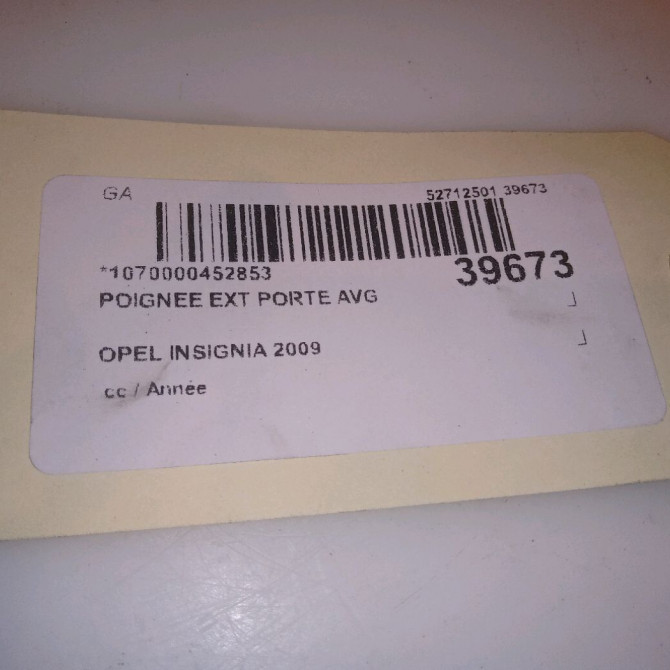 GA 52712501 39673
*1070000452853 39673
POIGNEE EXT PORTE AVG
OPEL INSIGNIA 2009
cc / Année